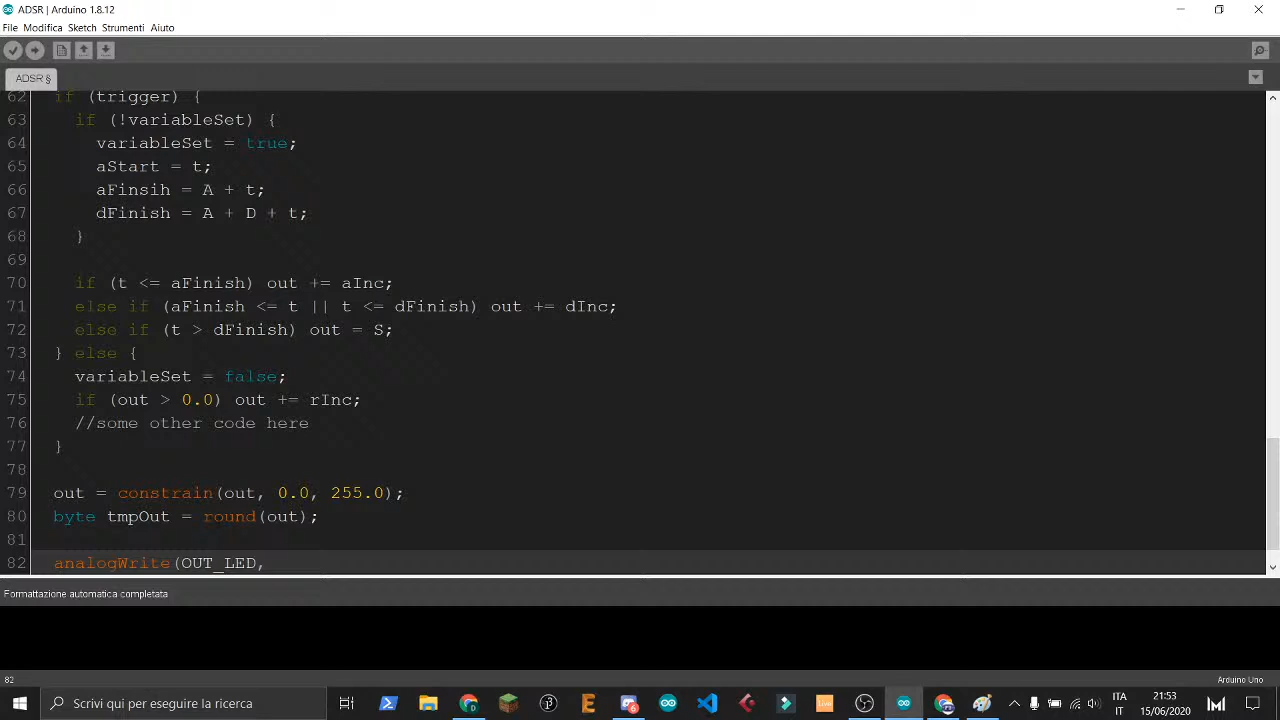 ADSR | Arduino 1.8.12
File Modifica Sketch Strumenti Aiuto
ADSR §
62 if (trigger) {
63 if (!variableSet) {
64 variableSet = true;
65 aStart = t;
66 aFinsih = A + t;
67 dFinish = A + D + t;
68 }
69
70 if (t <= aFinish) out += aInc;
71 else if (aFinish <= t || t <= dFinish) out += dInc;
72 else if (t > dFinish) out = S;
73 } else {
74 variableSet = false;
75 if (out > 0.0) out += rInc;
76 //some other code here
77 }
78
79 out = constrain(out, 0.0, 255.0);
80 byte tmpOut = round(out);
81
82 analogWrite(OUT_LED,
Formattazione automatica completata
82 Arduino Uno
Scrivi qui per eseguire la ricerca
ITA 21:53
IT 15/06/2020